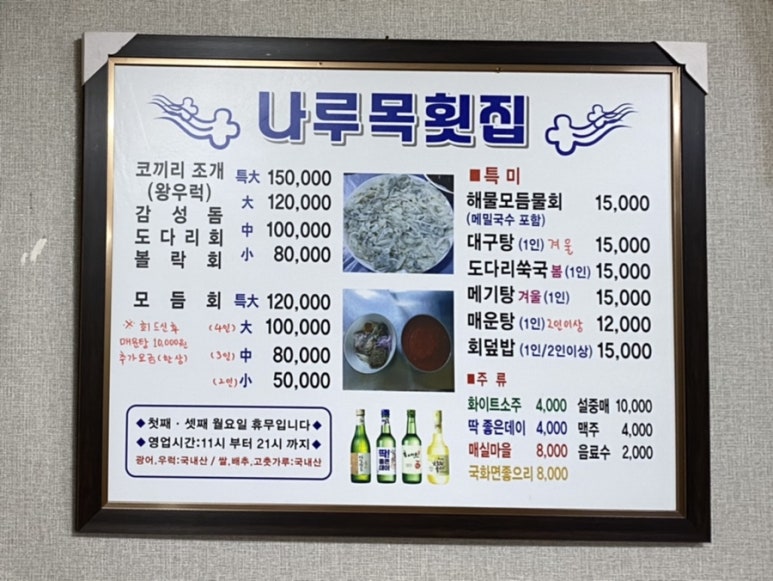 나루목횟집
코끼리 조개 特大 150,000
(왕우럭) 大 120,000
감성돔
도다리회 中 100,000
볼락회 小 80,000
모듬회 特大 120,000
(4인) 大 100,000
(3인) 中 80,000
(2인) 小 50,000
※ 회 드신 후
매운탕 10,000원
추가요금(한상)
◆첫째·셋째 월요일 휴무입니다◆
◆영업시간:11시 부터 21시 까지◆
광어,우럭:국내산 / 쌀,배추,고춧가루:국내산
■특미
해물모듬물회 15,000
(메밀국수 포함)
대구탕 (1인) 겨울 15,000
도다리쑥국 봄 (1인) 15,000
메기탕 겨울 (1인) 15,000
매운탕 (1인) 2인이상 12,000
회덮밥 (1인/2인이상) 15,000
■주류
화이트소주 4,000 설중매 10,000
딱 좋은데이 4,000 맥주 4,000
매실마을 8,000 음료수 2,000
국화면좋으리 8,000